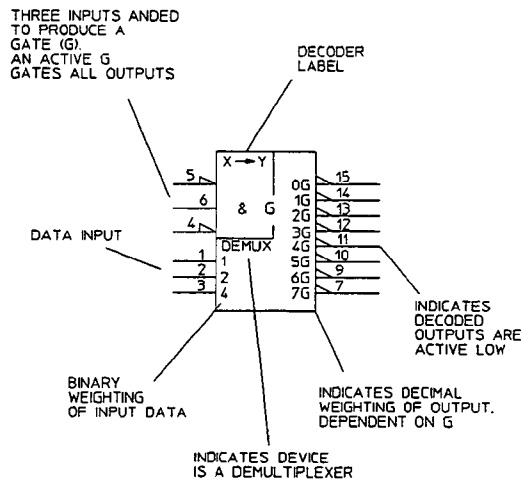 THREE INPUTS ANDED
TO PRODUCE A
GATE (G).
AN ACTIVE G
GATES ALL OUTPUTS
DECODER
LABEL
X → Y
5
6
4
& G
DATA INPUT
DEMUX
1 1
2 2
3 4
0G 15
1G 14
2G 13
3G 12
4G 11
5G 10
6G 9
7G 7
INDICATES
DECODED
OUTPUTS ARE
ACTIVE LOW
BINARY
WEIGHTING
OF INPUT DATA
INDICATES DECIMAL
WEIGHTING OF OUTPUT.
DEPENDENT ON G
INDICATES DEVICE
IS A DEMULTIPLEXER